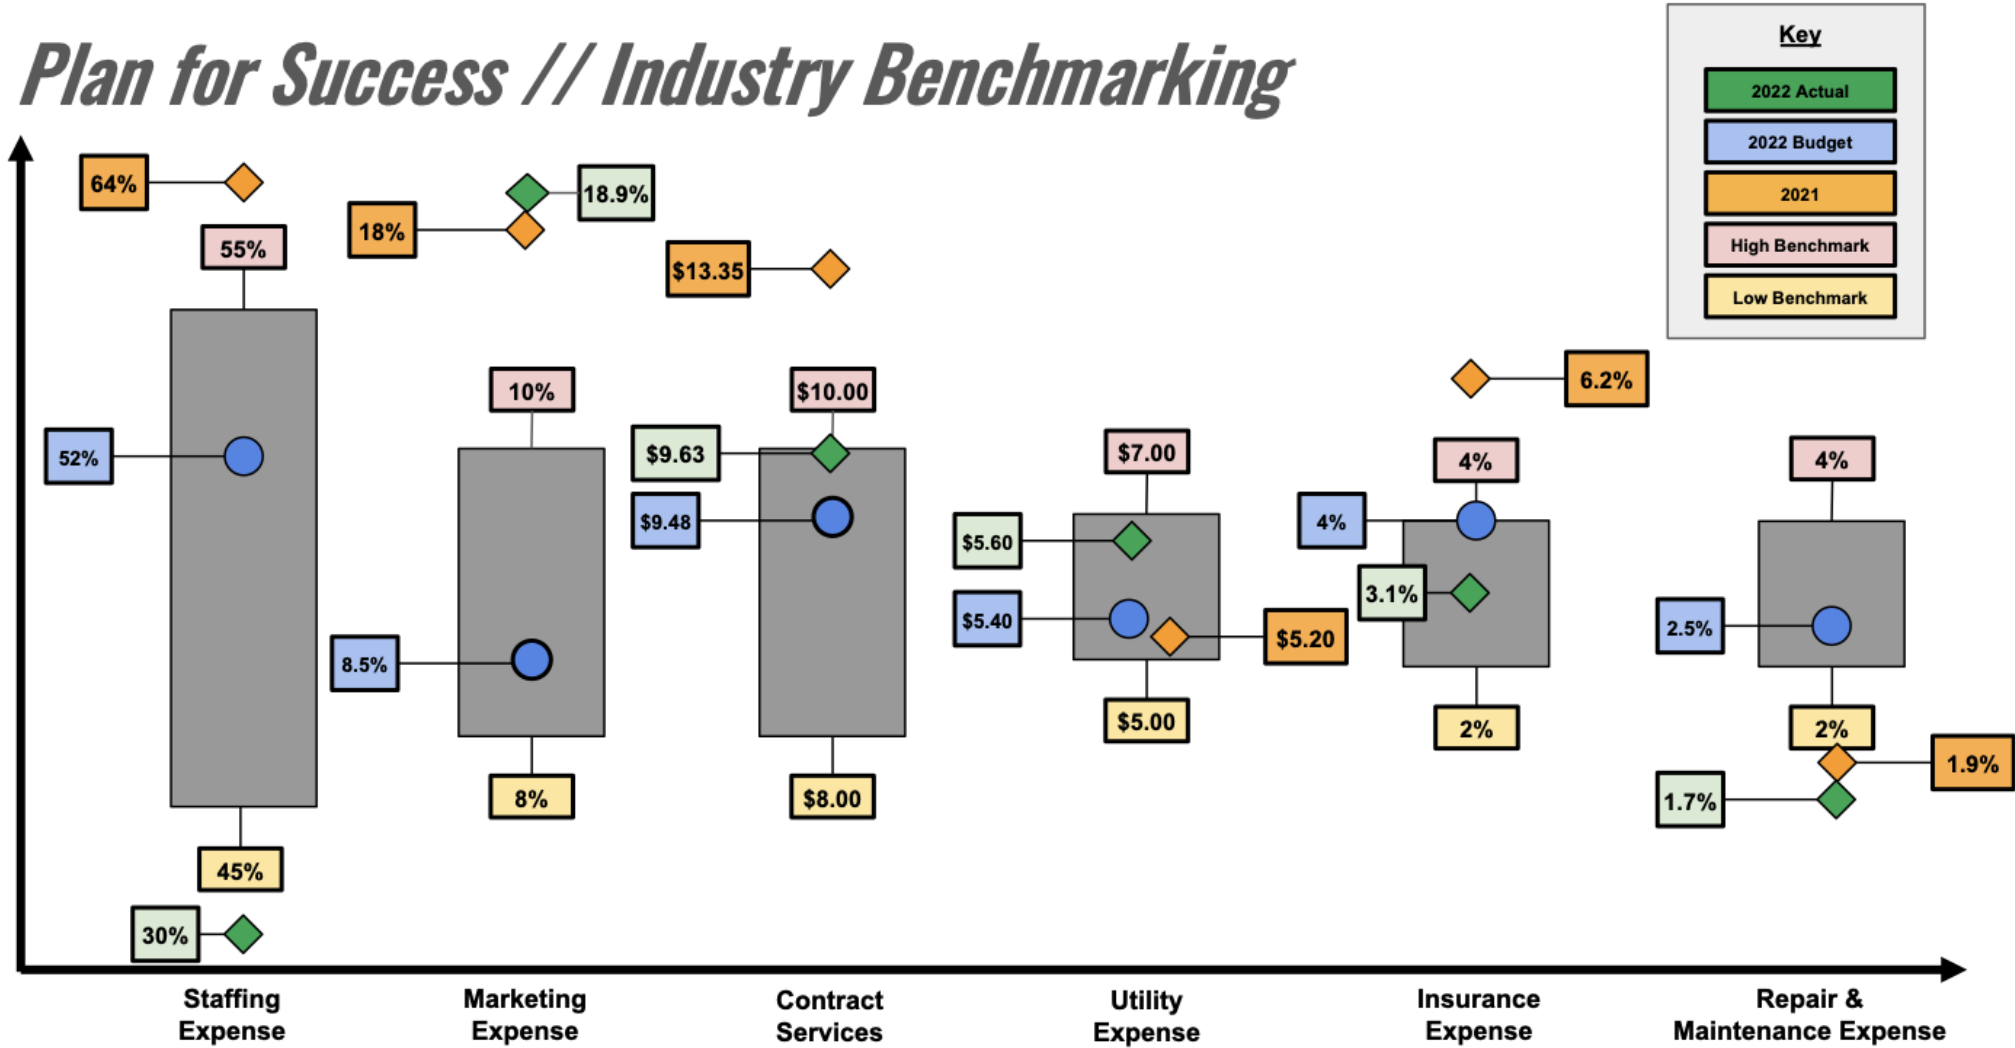 Plan for Success // Industry Benchmarking
Key
2022 Actual
2022 Budget
2021
High Benchmark
Low Benchmark
64%
55%
52%
45%
30%
18%
18.9%
10%
8.5%
8%
$13.35
$10.00
$9.63
$9.48
$8.00
$7.00
$5.60
$5.40
$5.20
$5.00
6.2%
4%
4%
3.1%
2%
4%
2.5%
2%
1.9%
1.7%
Staffing
Expense
Marketing
Expense
Contract
Services
Utility
Expense
Insurance
Expense
Repair &
Maintenance Expense